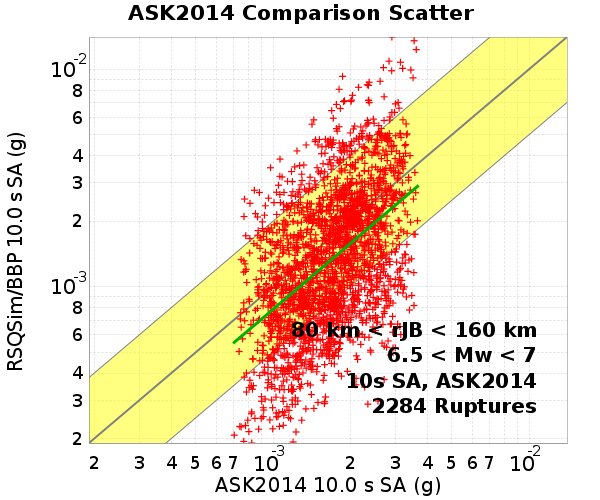 ASK2014 Comparison Scatter
RSQSim/BBP 10.0 s SA (g)
10-2
8
6
4
3
2
10-3
8
6
4
3
2
80 km < rJB < 160 km
6.5 < Mw < 7
10s SA, ASK2014
2284 Ruptures
2 3 4 5 6 7 10-3 2 3 4 5 6 7 10-2
ASK2014 10.0 s SA (g)